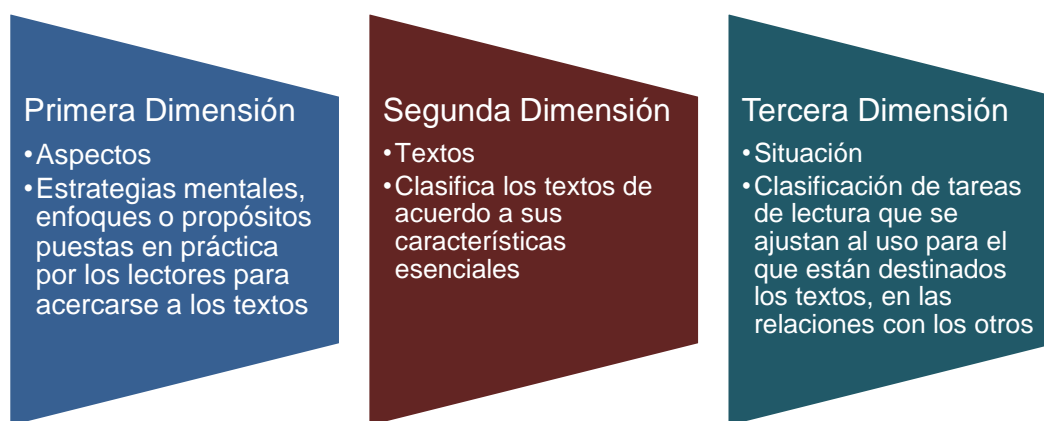 Primera Dimensión
•Aspectos
•Estrategias mentales,
enfoques o propósitos
puestas en práctica
por los lectores para
acercarse a los textos
Segunda Dimensión
•Textos
•Clasifica los textos de
acuerdo a sus
características
esenciales
Tercera Dimensión
•Situación
•Clasificación de tareas
de lectura que se
ajustan al uso para el
que están destinados
los textos, en las
relaciones con los otros